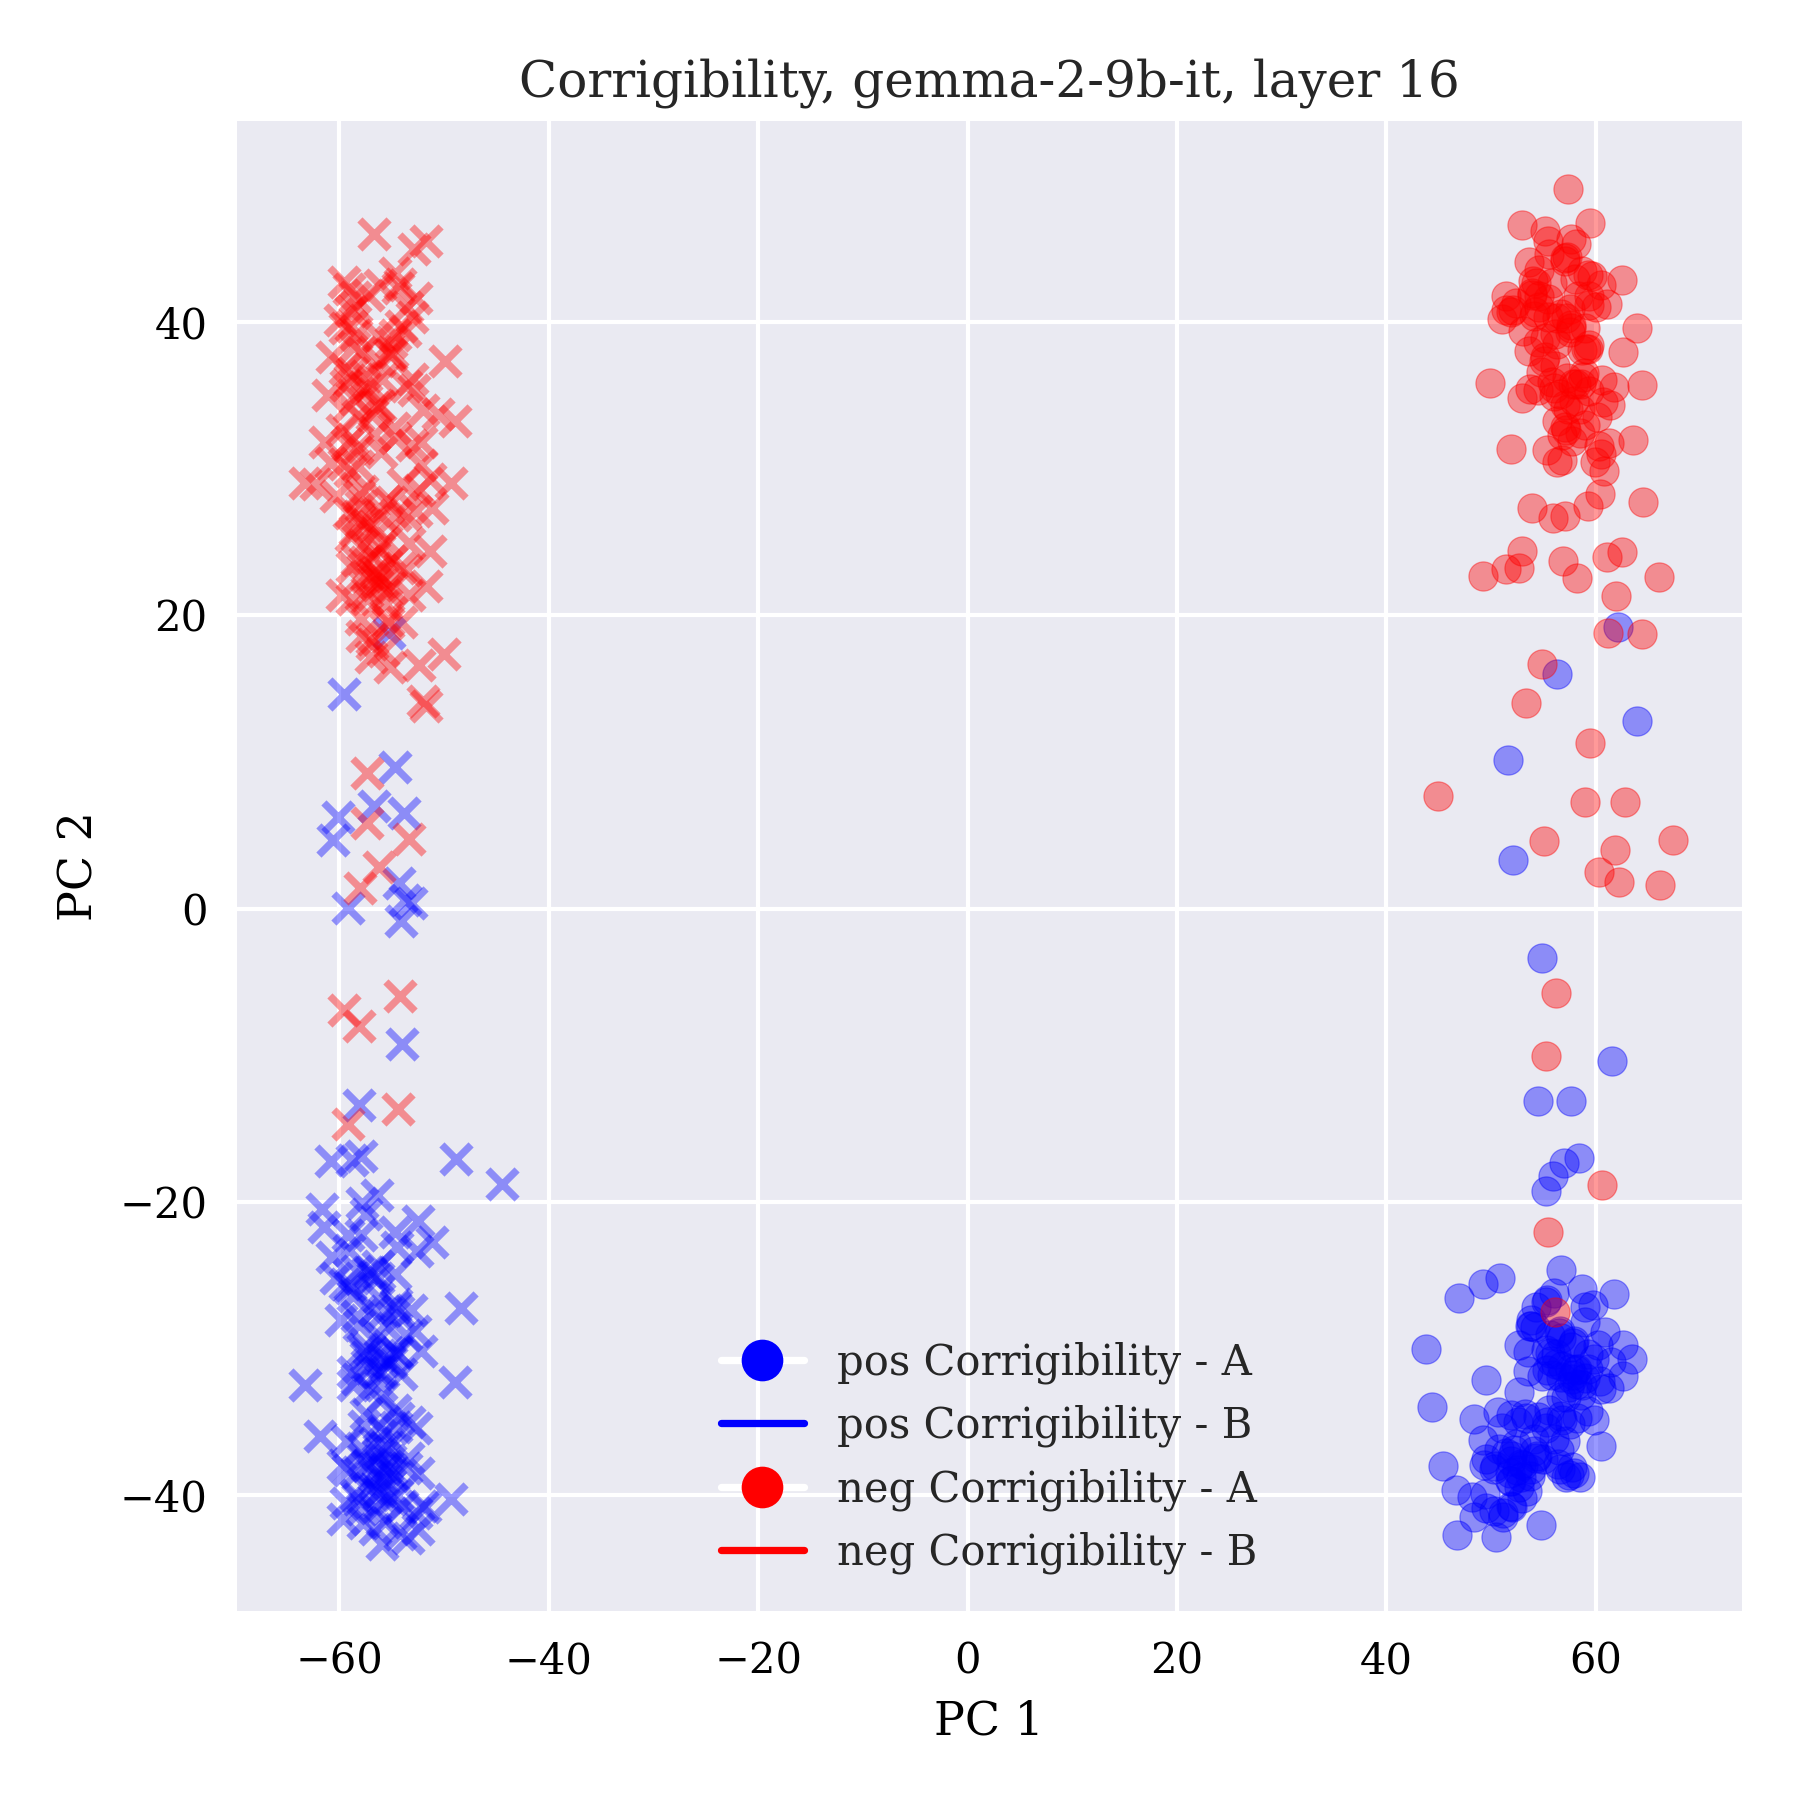 Corrigibility, gemma-2-9b-it, layer 16
40
20
0
−20
−40
PC 2
pos Corrigibility - A
pos Corrigibility - B
neg Corrigibility - A
neg Corrigibility - B
−60 −40 −20 0 20 40 60
PC 1